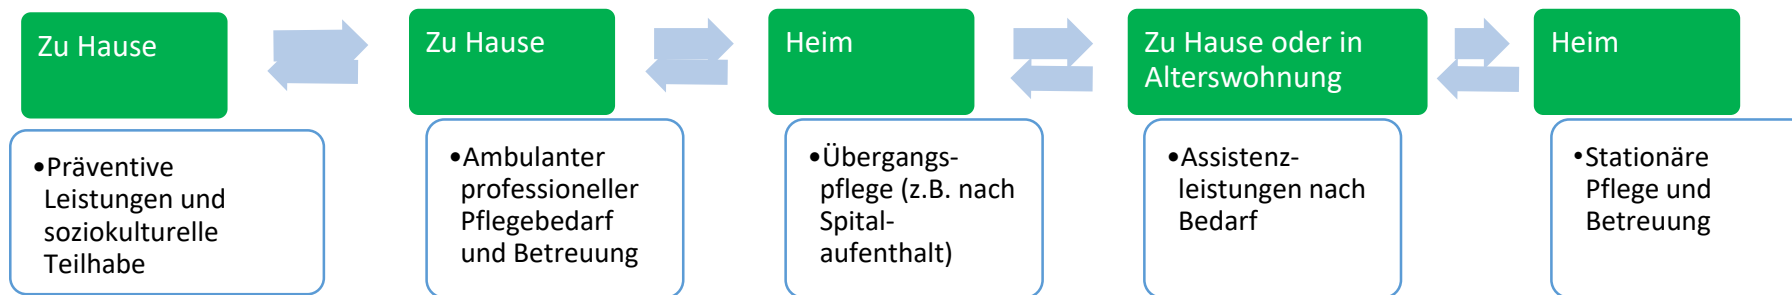 Zu Hause
•Präventive
Leistungen und
soziokulturelle
Teilhabe
Zu Hause
•Ambulanter
professioneller
Pflegebedarf
und Betreuung
Heim
•Übergangs-
pflege (z.B. nach
Spital-
aufenthalt)
Zu Hause oder in
Alterswohnung
•Assistenz-
leistungen nach
Bedarf
Heim
•Stationäre
Pflege und
Betreuung